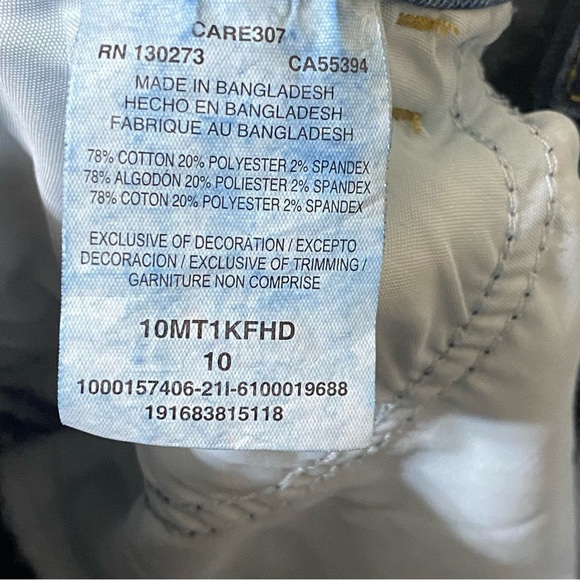 CARE307
RN 130273 CA55394
MADE IN BANGLADESH
HECHO EN BANGLADESH
FABRIQUE AU BANGLADESH
78% COTTON 20% POLYESTER 2% SPANDEX
78% ALGODON 20% POLIESTER 2% SPANDEX
78% COTON 20% POLYESTER 2% SPANDEX
EXCLUSIVE OF DECORATION / EXCEPTO
DECORACION / EXCLUSIVE OF TRIMMING /
GARNITURE NON COMPRISE
10MT1KFHD
10
1000157406-21I-6100019688
191683815118